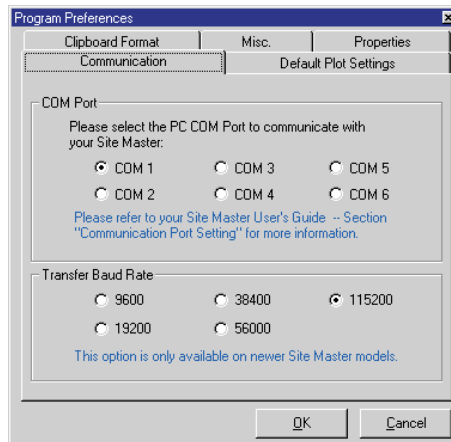 Program Preferences
Clipboard Format Misc. Properties
Communication Default Plot Settings
COM Port
Please select the PC COM Port to communicate with
your Site Master:
COM 1 COM 3 COM 5
COM 2 COM 4 COM 6
Please refer to your Site Master User's Guide -- Section
"Communication Port Setting" for more information.
Transfer Baud Rate
9600 38400 115200
19200 56000
This option is only available on newer Site Master models.
OK Cancel